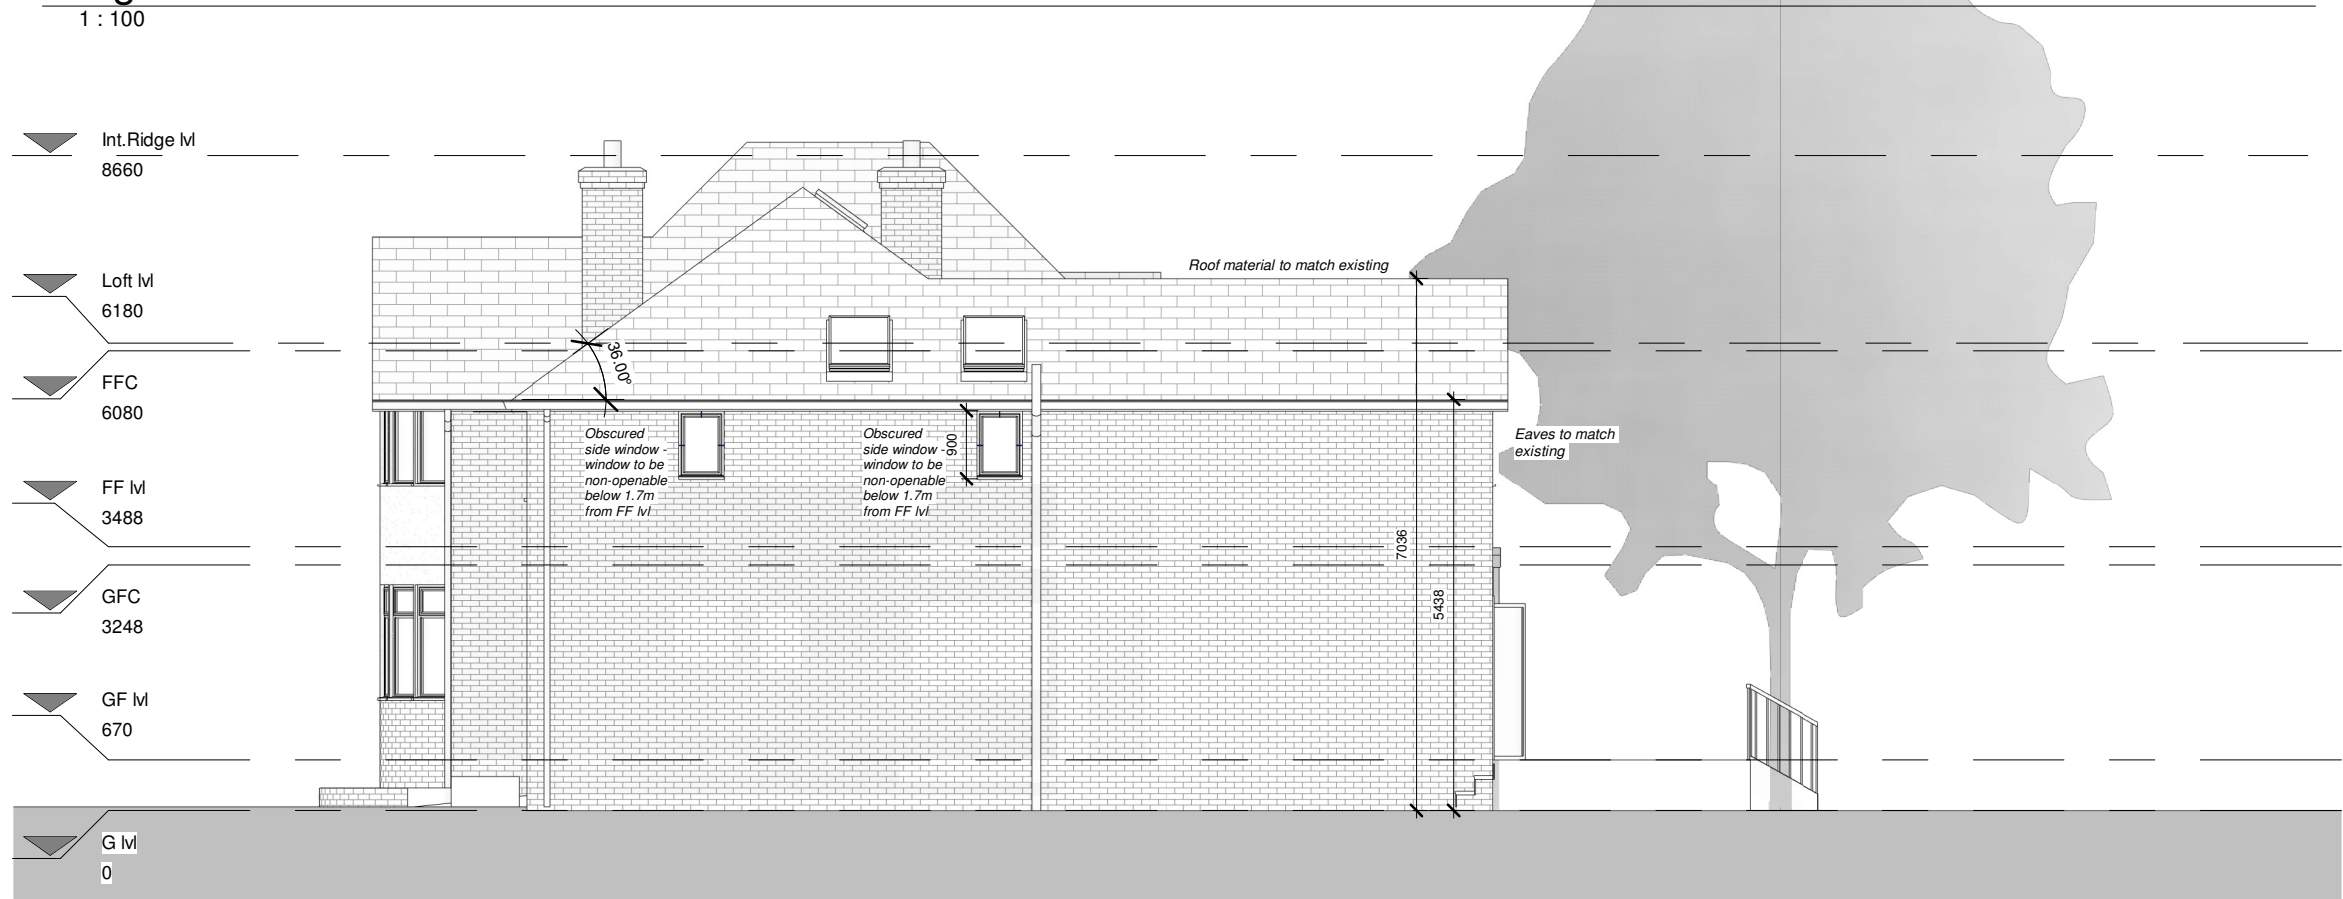 1 : 100
Int.Ridge lvl
8660
Loft lvl
6180
FFC
6080
FF lvl
3488
GFC
3248
GF lvl
670
G lvl
0
Roof material to match existing
36.00°
Obscured
side window -
window to be
non-openable
below 1.7m
from FF lvl
Obscured
side window -
window to be
non-openable
below 1.7m
from FF lvl
900
Eaves to match
existing
7036
5438